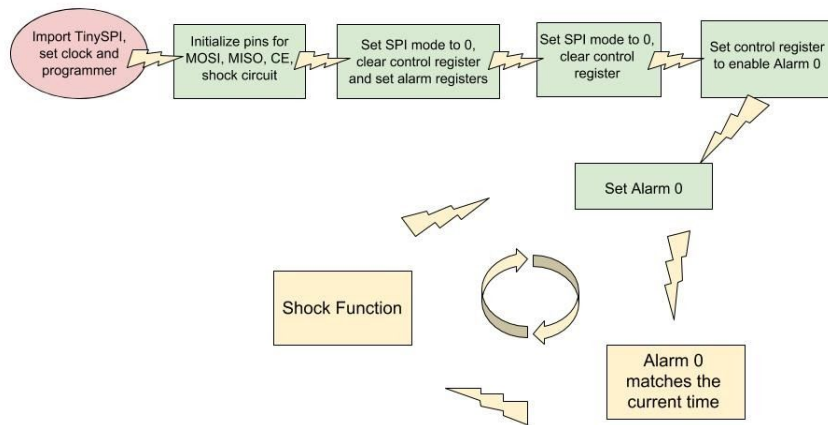 Import TinySPI,
set clock and
programmer
Initialize pins for
MOSI, MISO, CE,
shock circuit
Set SPI mode to 0,
clear control register
and set alarm registers
Set SPI mode to 0,
clear control
register
Set control register
to enable Alarm 0
Set Alarm 0
Shock Function
Alarm 0
matches the
current time